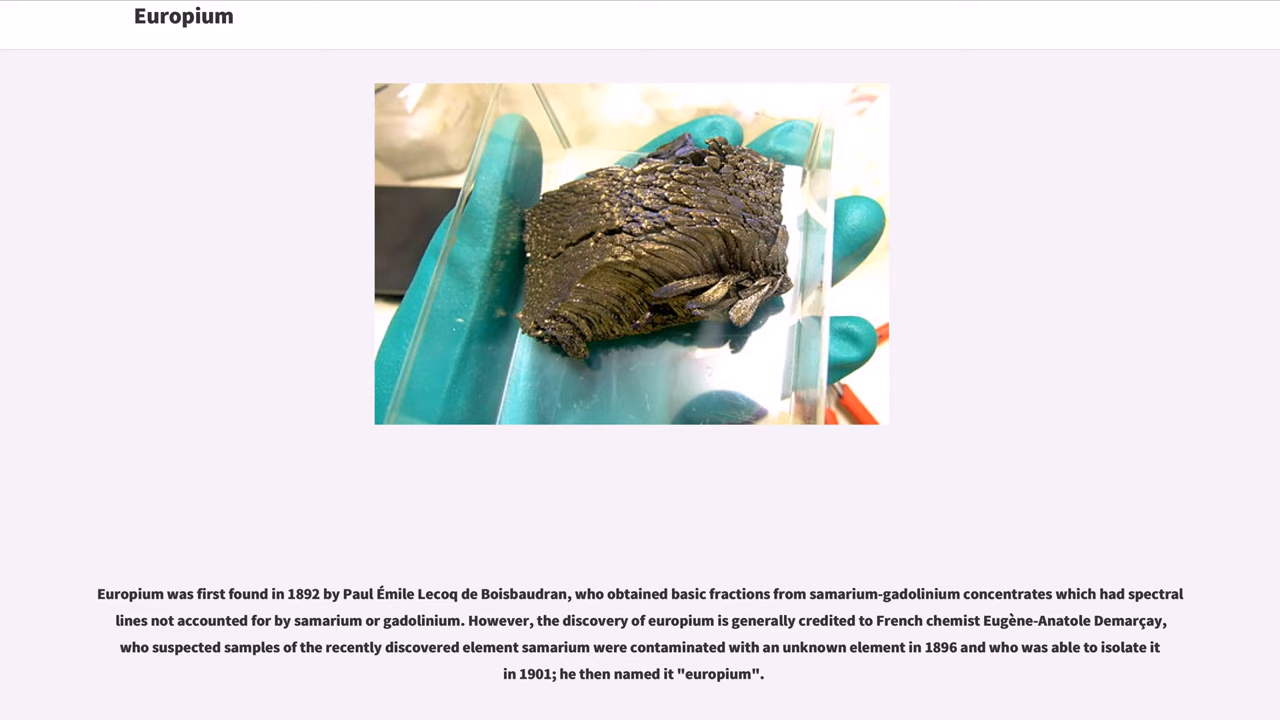 Europium
Europium was first found in 1892 by Paul Émile Lecoq de Boisbaudran, who obtained basic fractions from samarium-gadolinium concentrates which had spectral
lines not accounted for by samarium or gadolinium. However, the discovery of europium is generally credited to French chemist Eugène-Anatole Demarçay,
who suspected samples of the recently discovered element samarium were contaminated with an unknown element in 1896 and who was able to isolate it
in 1901; he then named it "europium".